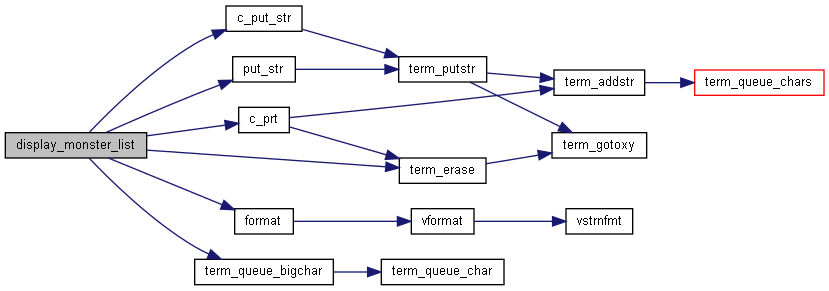 c_put_str
put_str
term_putstr
term_addstr
term_queue_chars
c_prt
display_monster_list
term_gotoxy
term_erase
format
vformat
vstrnfmt
term_queue_bigchar
term_queue_char